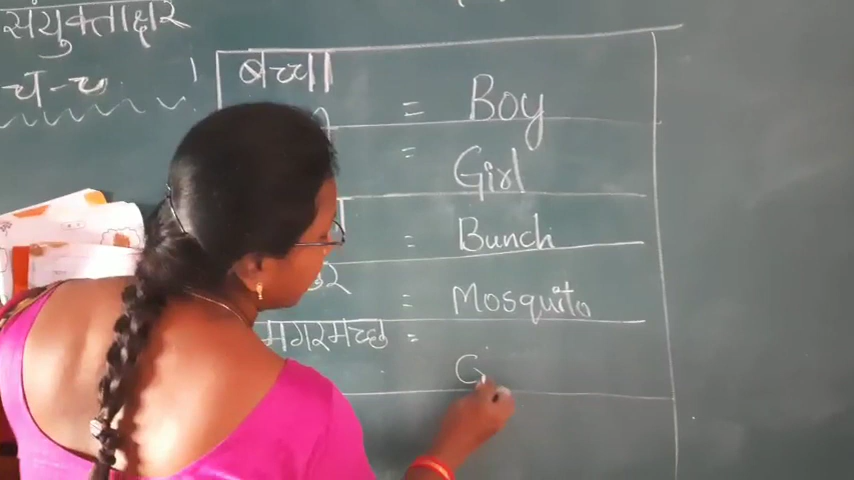 संयुक्ताक्षर
च् - च्
बच्चा
= Boy
= Girl
= Bunch
= Mosquito
मगरमच्छ = C